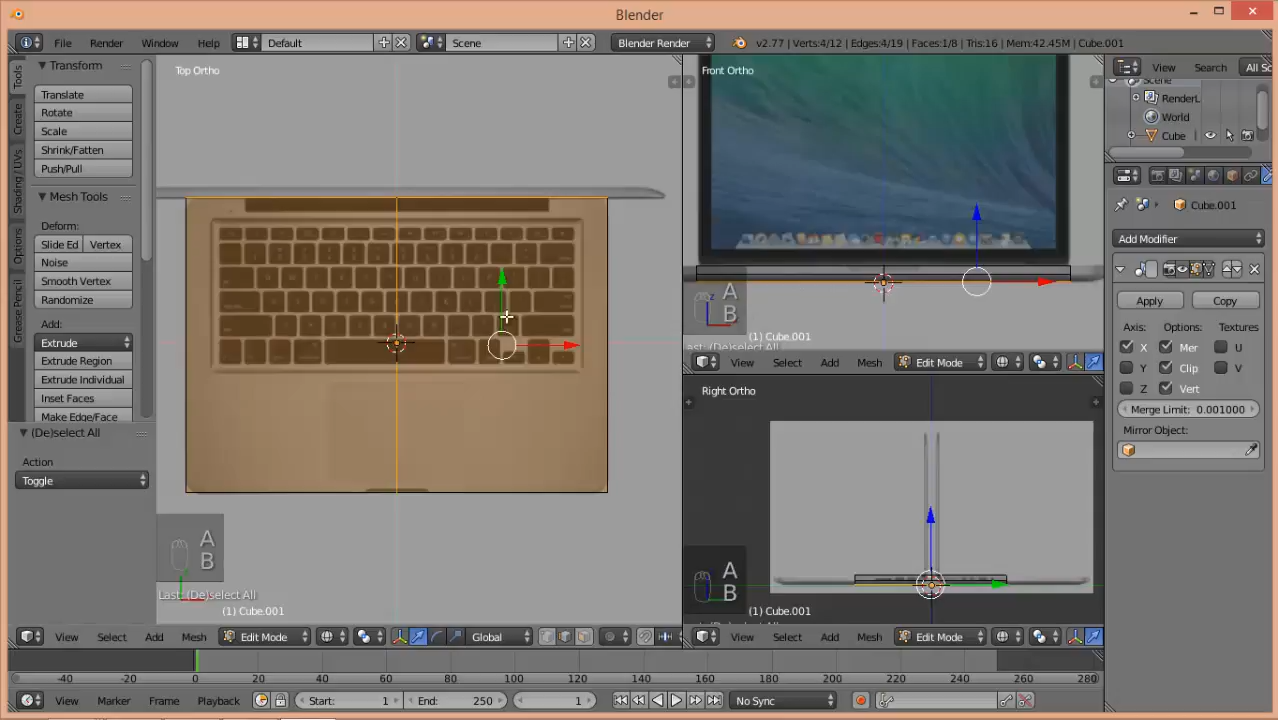 Blender
File Render Window Help Default Scene Blender Render v2.77 | Verts:4/12 | Edges:4/19 | Faces:1/8 | Tris:16 | Mem:42.45M | Cube.001
Tools
Create
Shading / UVs
Options
Grease Pencil
Transform
Translate
Rotate
Scale
Shrink/Fatten
Push/Pull
Mesh Tools
Deform:
Slide Ed Vertex
Noise
Smooth Vertex
Randomize
Add:
Extrude
Extrude Region
Extrude Individual
Inset Faces
Make Edge/Face
(De)select All
Action
Toggle
Top Ortho
A
B
Last: (De)select All
(1) Cube.001
View Select Add Mesh Edit Mode Global
Front Ortho
A
B
(1) Cube.001
View Select Add Mesh Edit Mode
Right Ortho
A
B
(1) Cube.001
View Select Add Mesh Edit Mode
View Search All Sc
Scene
RenderL
World
Cube
Cube.001
Add Modifier
Apply Copy
Axis: Options: Textures
X Mer U
Y Clip V
Z Vert
Merge Limit: 0.001000
Mirror Object:
-40 -20 0 20 40 60 80 100 120 140 160 180 200 220 240 260 280
View Marker Frame Playback Start: 1 End: 250 1 No Sync